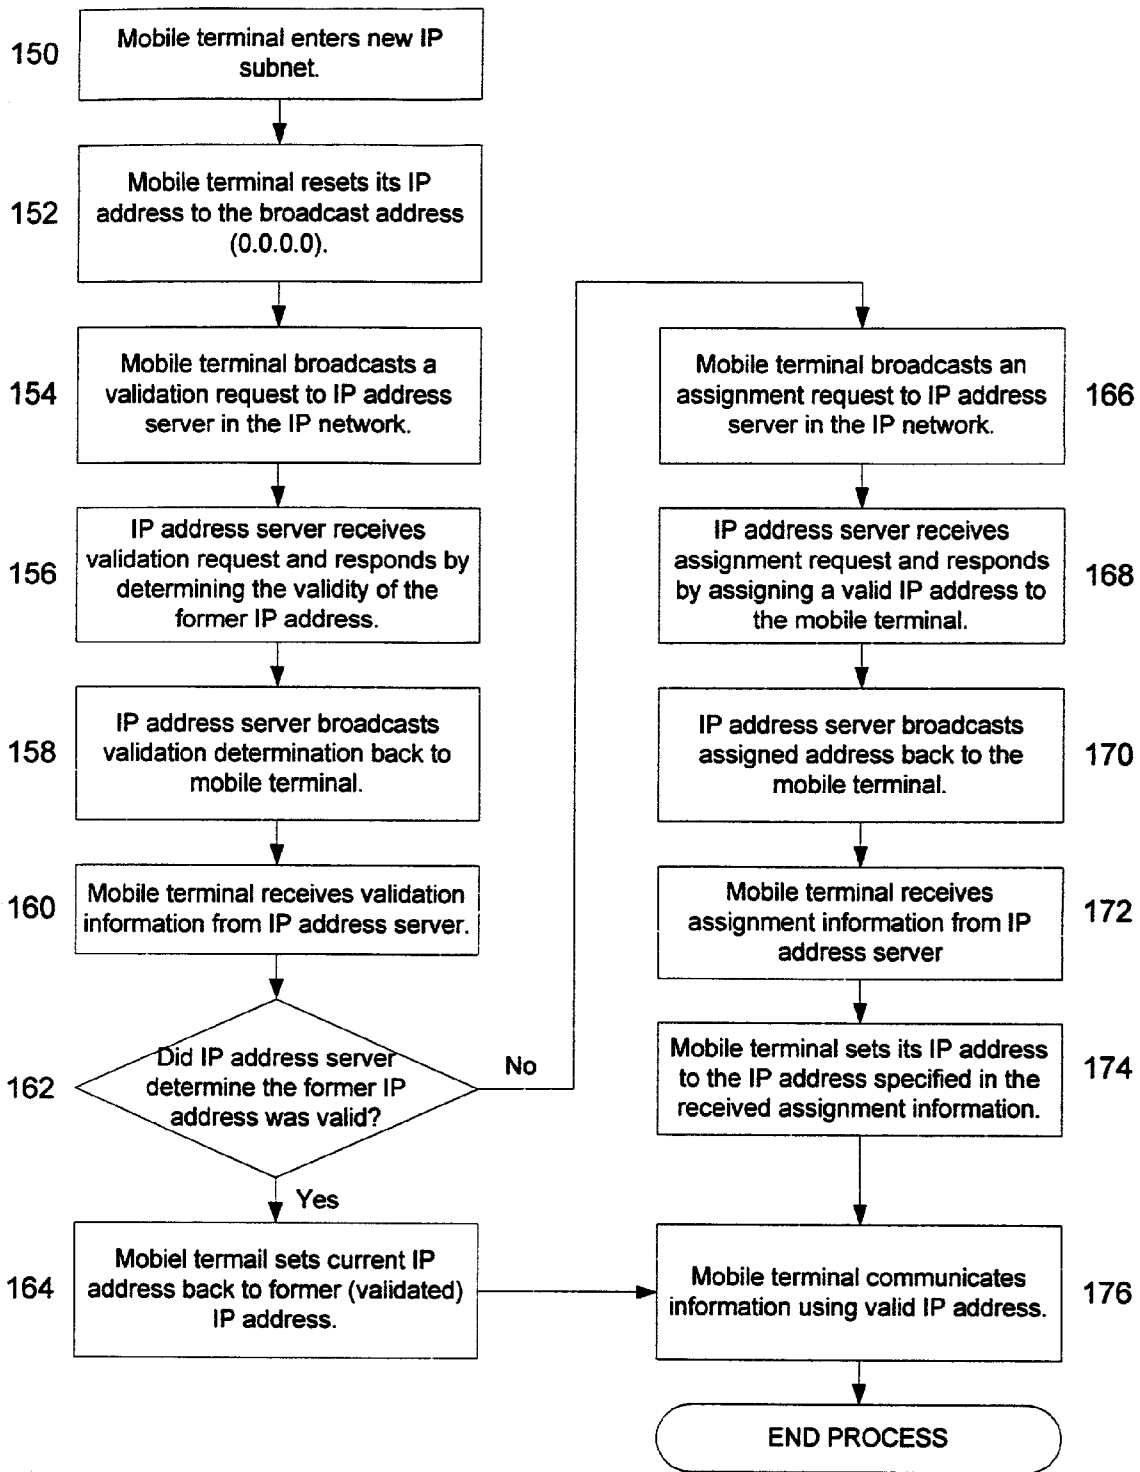 150
Mobile terminal enters new IP
subnet.
152
Mobile terminal resets its IP
address to the broadcast address
(0.0.0.0).
154
Mobile terminal broadcasts a
validation request to IP address
server in the IP network.
156
IP address server receives
validation request and responds by
determining the validity of the
former IP address.
158
IP address server broadcasts
validation determination back to
mobile terminal.
160
Mobile terminal receives validation
information from IP address server.
162
Did IP address server
determine the former IP
address was valid?
No
Yes
164
Mobiel termail sets current IP
address back to former (validated)
IP address.
Mobile terminal broadcasts an
assignment request to IP address
server in the IP network.
166
IP address server receives
assignment request and responds
by assigning a valid IP address to
the mobile terminal.
168
IP address server broadcasts
assigned address back to the
mobile terminal.
170
Mobile terminal receives
assignment information from IP
address server
172
Mobile terminal sets its IP address
to the IP address specified in the
received assignment information.
174
Mobile terminal communicates
information using valid IP address.
176
END PROCESS